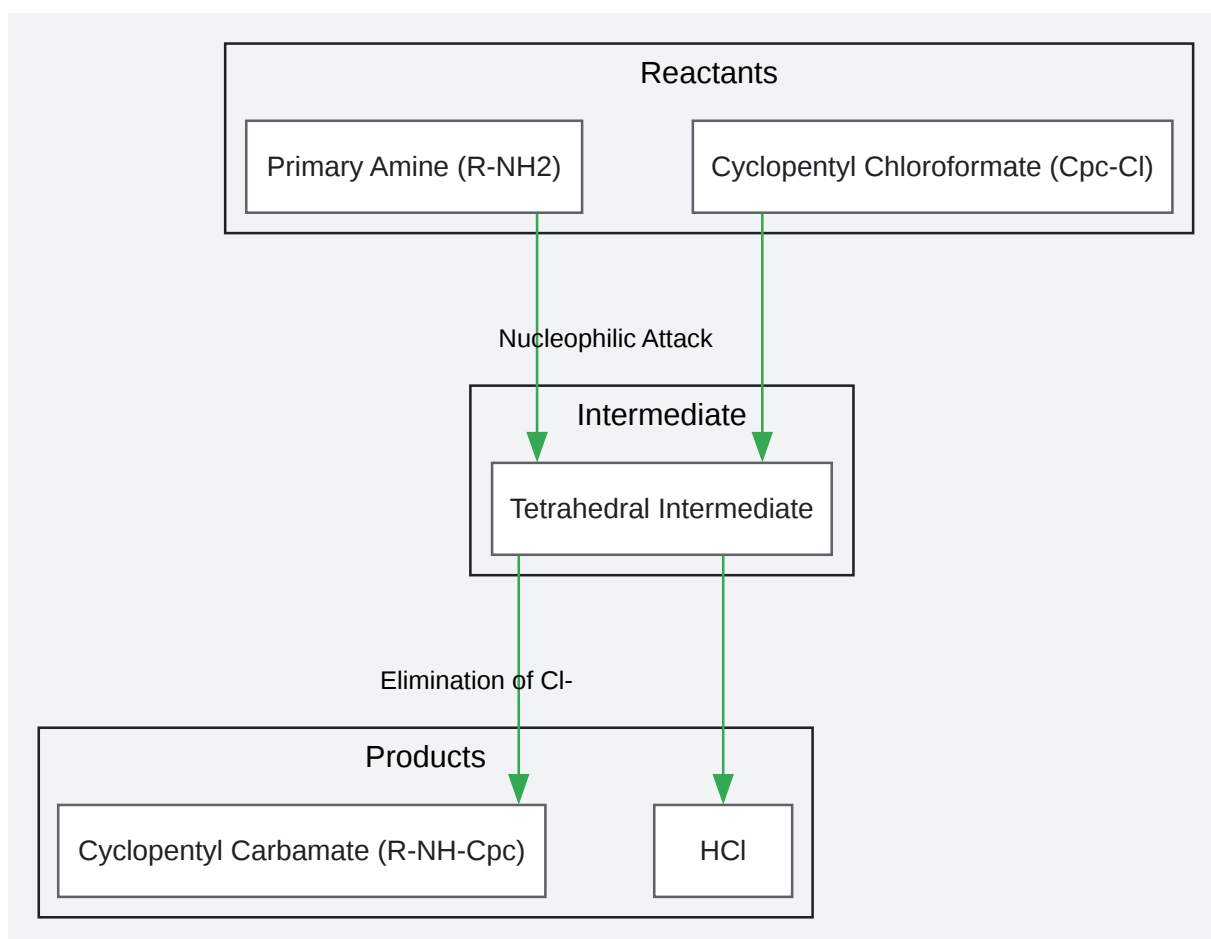 Reactants
Primary Amine (R-NH2)
Cyclopentyl Chloroformate (Cpc-Cl)
Nucleophilic Attack
Intermediate
Tetrahedral Intermediate
Elimination of Cl-
Products
Cyclopentyl Carbamate (R-NH-Cpc)
HCl